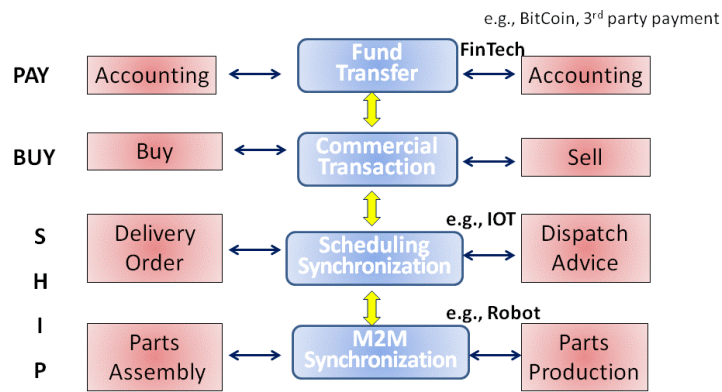 e.g., BitCoin, 3rd party payment
PAY
Accounting
Fund
Transfer
FinTech
Accounting
BUY
Buy
Commercial
Transaction
Sell
S
H
I
P
Delivery
Order
Scheduling
Synchronization
e.g., IOT
Dispatch
Advice
Parts
Assembly
M2M
Synchronization
e.g., Robot
Parts
Production